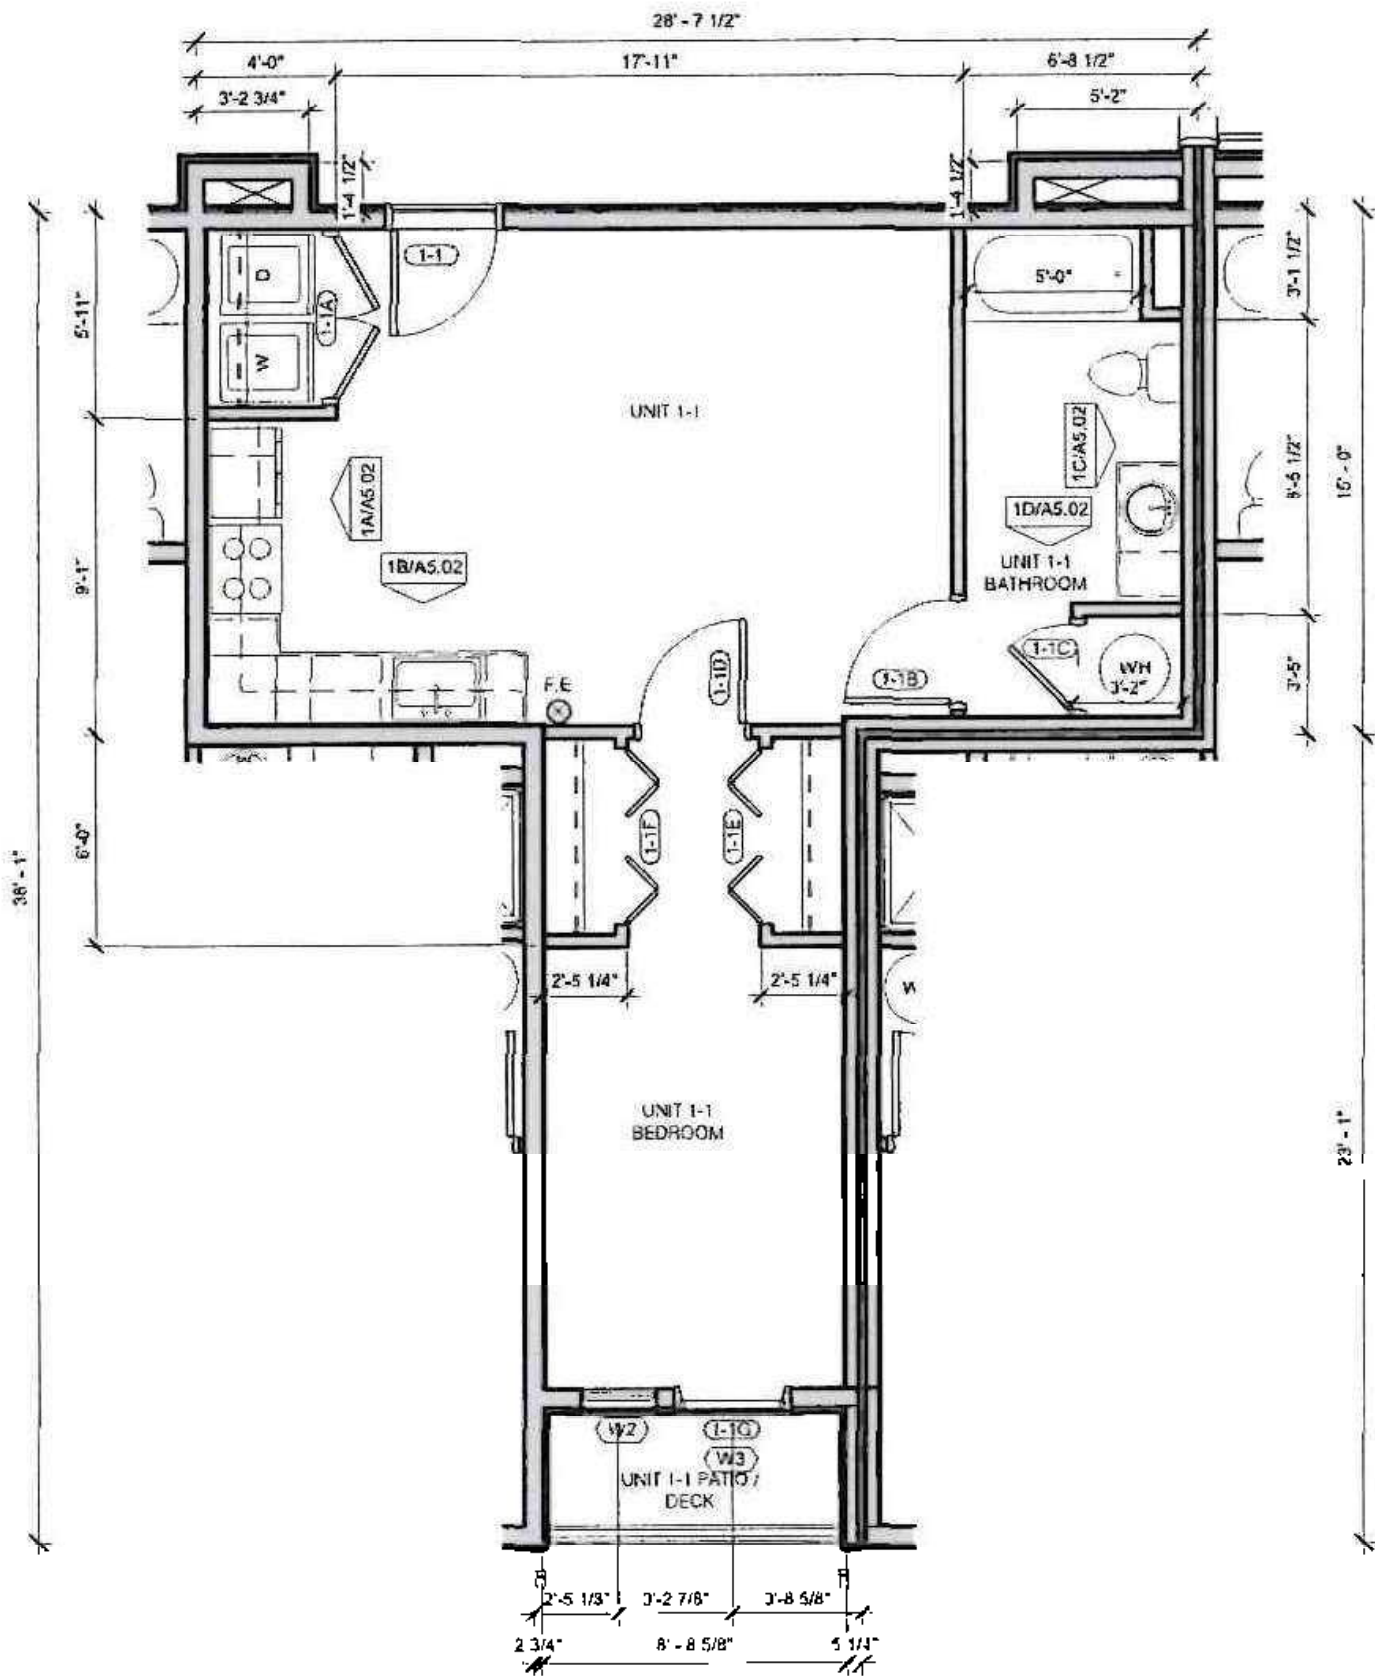 28' - 7 1/2"
4'-0"
17'-11"
6'-8 1/2"
3'-2 3/4"
5'-2"
1'-4 1/2"
1'-4 1/2"
1-1
D
1-1A
W
5'-0"
3'-1 1/2"
5'-11"
UNIT 1-1
1C/A5.02
1A/A5.02
1D/A5.02
15' - 0"
9'-1"
1B/A5.02
UNIT 1-1
BATHROOM
1-1D
1-1B
1-1C
WH
3'-2"
3'-5"
F.E
1-1F
1-1E
6'-0"
38' - 1"
2'-5 1/4"
2'-5 1/4"
W
UNIT 1-1
BEDROOM
23' - 1"
W2
1-1G
W3
UNIT 1-1 PATIO /
DECK
3'-2 7/8"
3'-8 5/8"
2 3/4"
8' - 8 5/8"
5 1/4"